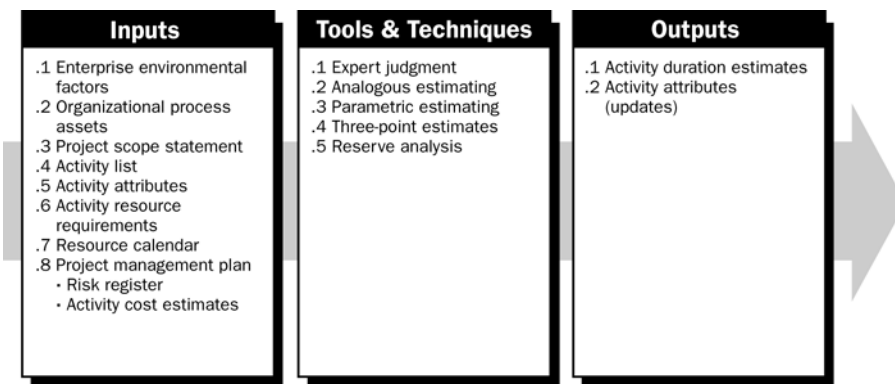 Inputs
.1 Enterprise environmental
factors
.2 Organizational process
assets
.3 Project scope statement
.4 Activity list
.5 Activity attributes
.6 Activity resource
requirements
.7 Resource calendar
.8 Project management plan
• Risk register
• Activity cost estimates
Tools & Techniques
.1 Expert judgment
.2 Analogous estimating
.3 Parametric estimating
.4 Three-point estimates
.5 Reserve analysis
Outputs
.1 Activity duration estimates
.2 Activity attributes
(updates)